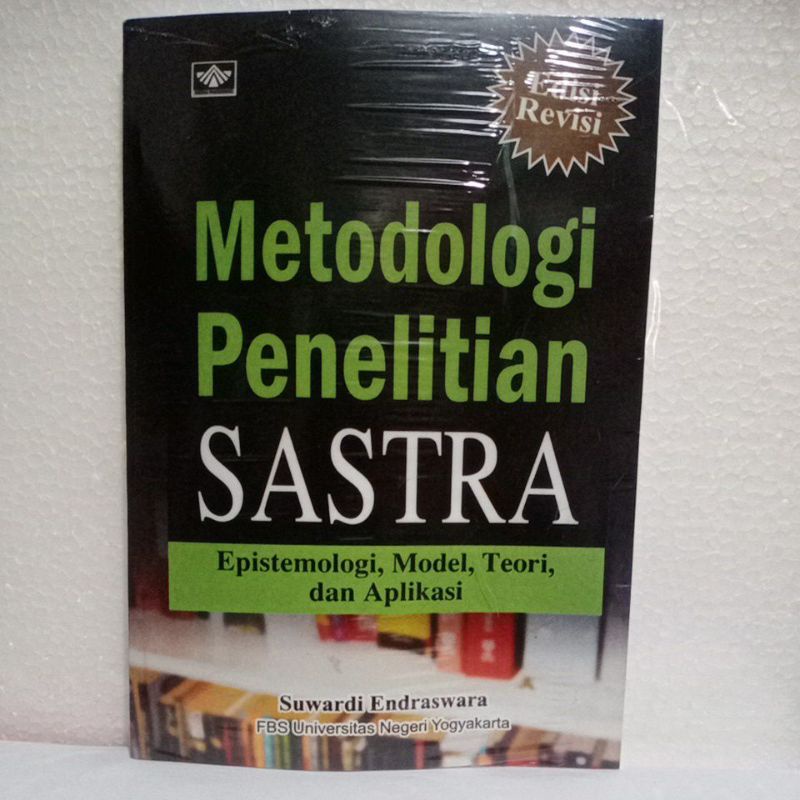 Edisi
Revisi
Metodologi
Penelitian
SASTRA
Epistemologi, Model, Teori,
dan Aplikasi
Suwardi Endraswara
FBS Universitas Negeri Yogyakarta